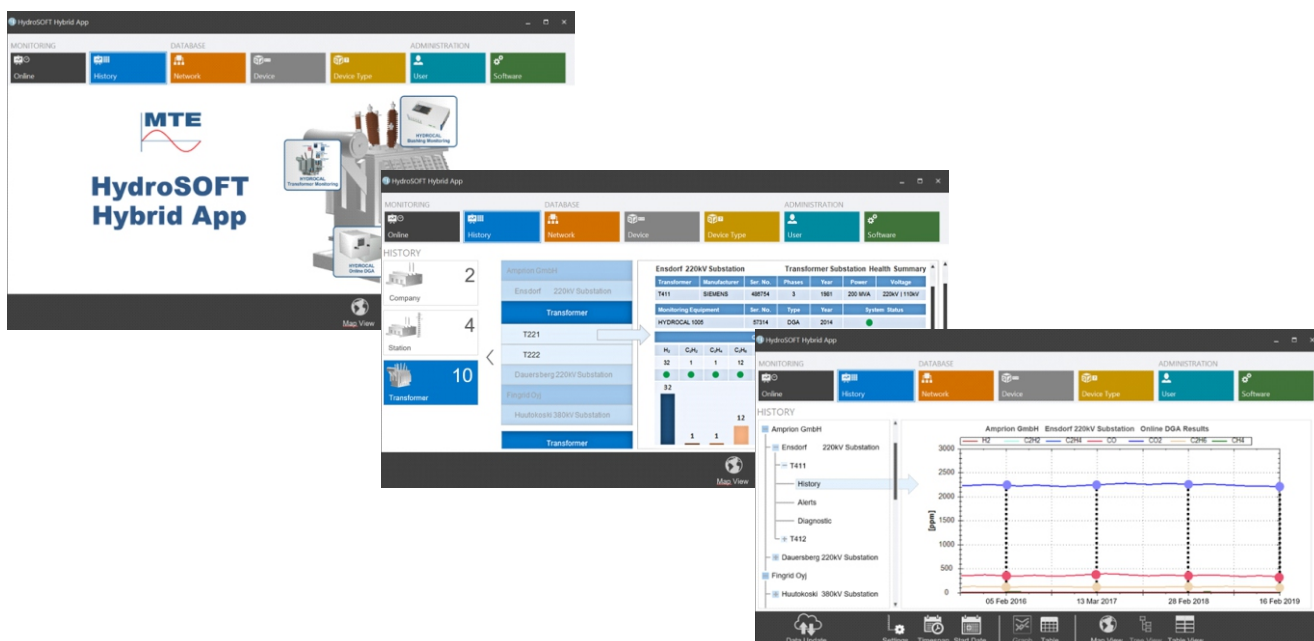 HydroSOFT Hybrid App
MONITORING DATABASE ADMINISTRATION
Online History Network Device Device Type User Software
MTE
HydroSOFT
Hybrid App
HYDROCAL
Bushing Monitoring
HYDROCAL
Transformer Monitoring
HYDROCAL
Online DGA
Map View
HydroSOFT Hybrid App
MONITORING DATABASE ADMINISTRATION
Online History Network Device Device Type User Software
HISTORY
2
Company
4
Station
10
Transformer
Amprion GmbH
Ensdorf 220kV Substation
Transformer
T221
T222
Dauersberg 220kV Substation
Fingrid Oyj
Huutokoski 380kV Substation
Transformer
Ensdorf 220kV Substation Transformer Substation Health Summary
Transformer Manufacturer Ser. No. Phases Year Power Voltage
T411 SIEMENS 3 1981 200 MVA 220kV | 110kV
Monitoring Equipment Ser. No. Type Year System Status
HYDROCAL 1005 57314 DGA 2014
H₂ C₂H₂ C₂H₄ C₂H₆
32 1 1 12
32
1 1 12
Map View
HydroSOFT Hybrid App
MONITORING DATABASE ADMINISTRATION
Online History Network Device Device Type User Software
HISTORY
Amprion GmbH
Ensdorf 220kV Substation
T411
History
Alerts
Diagnostic
T412
Dauersberg 220kV Substation
Fingrid Oyj
Huutokoski 380kV Substation
Amprion GmbH Ensdorf 220kV Substation Online DGA Results
H2 C2H2 C2H4 CO CO2 C2H6 CH4
3000
2500
2000
1500
1000
500
0
[ppm]
05 Feb 2016 13 Mar 2017 28 Feb 2018 16 Feb 2019
Data Update Settings Timespan Start Date Graph Table Map View Tree View Table View